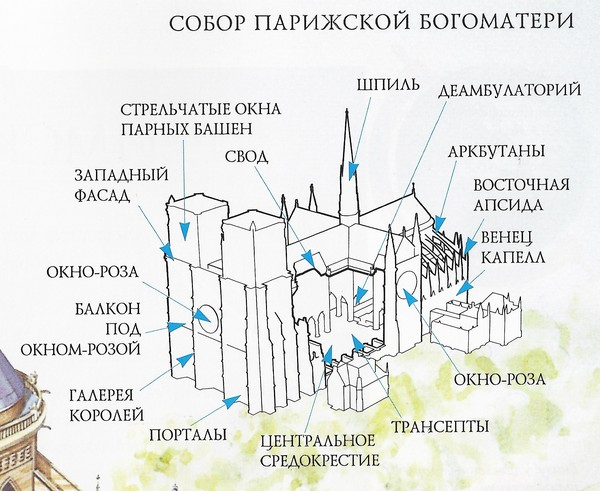 СОБОР ПАРИЖСКОЙ БОГОМАТЕРИ
ШПИЛЬ
ДЕАМБУЛАТОРИЙ
СТРЕЛЬЧАТЫЕ ОКНА
ПАРНЫХ БАШЕН
СВОД
АРКБУТАНЫ
ЗАПАДНЫЙ
ФАСАД
ВОСТОЧНАЯ
АПСИДА
ВЕНЕЦ
КАПЕЛЛ
ОКНО-РОЗА
БАЛКОН
ПОД
ОКНОМ-РОЗОЙ
ОКНО-РОЗА
ГАЛЕРЕЯ
КОРОЛЕЙ
ПОРТАЛЫ
ЦЕНТРАЛЬНОЕ
СРЕДОКРЕСТИЕ
ТРАНСЕПТЫ